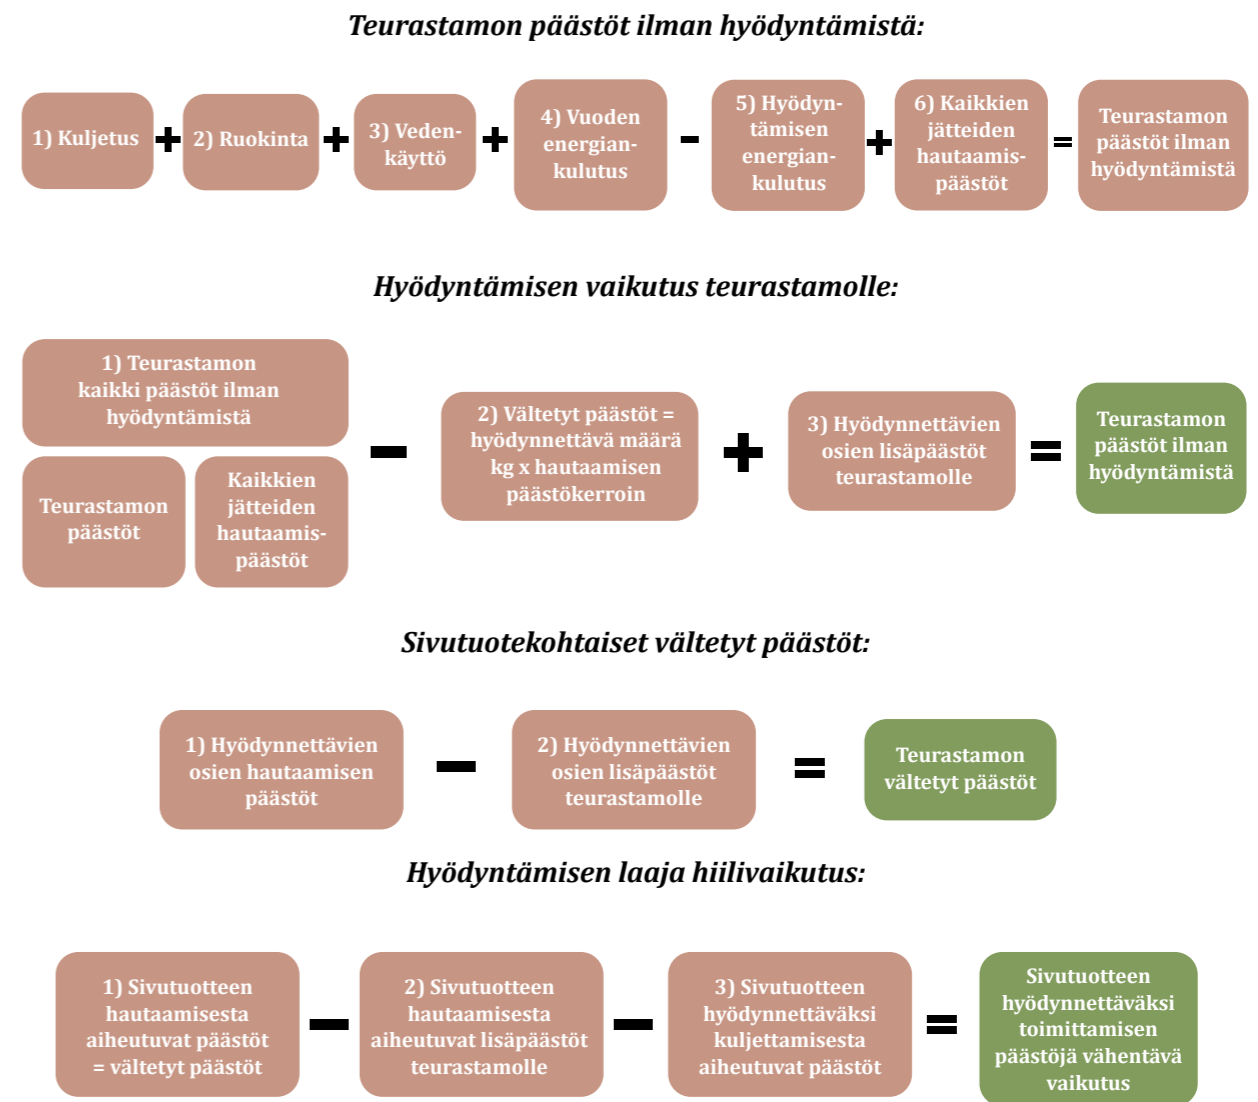 Teurastamon päästöt ilman hyödyntämistä:
1) Kuljetus
+
2) Ruokinta
+
3) Veden-
käyttö
+
4) Vuoden
energian-
kulutus
-
5) Hyödyn-
tämisen
energian-
kulutus
+
6) Kaikkien
jätteiden
hautaamis-
päästöt
=
Teurastamon
päästöt ilman
hyödyntämistä
Hyödyntämisen vaikutus teurastamolle:
1) Teurastamon
kaikki päästöt ilman
hyödyntämistä
Teurastamon
päästöt
Kaikkien
jätteiden
hautaamis-
päästöt
-
2) Vältetyt päästöt =
hyödynnettävä määrä
kg x hautaamisen
päästökerroin
+
3) Hyödynnettävien
osien lisäpäästöt
teurastamolle
=
Teurastamon
päästöt ilman
hyödyntämistä
Sivutuotekohtaiset vältetyt päästöt:
1) Hyödynnettävien
osien hautaamisen
päästöt
-
2) Hyödynnettävien
osien lisäpäästöt
teurastamolle
=
Teurastamon
vältetyt päästöt
Hyödyntämisen laaja hiilivaikutus:
1) Sivutuotteen
hautaamisesta
aiheutuvat päästöt
= vältetyt päästöt
-
2) Sivutuotteen
hautaamisesta
aiheutuvat lisäpäästöt
teurastamolle
-
3) Sivutuotteen
hyödynnettäväksi
kuljettamisesta
aiheutuvat päästöt
=
Sivutuotteen
hyödynnettäväksi
toimittamisen
päästöjä vähentävä
vaikutus